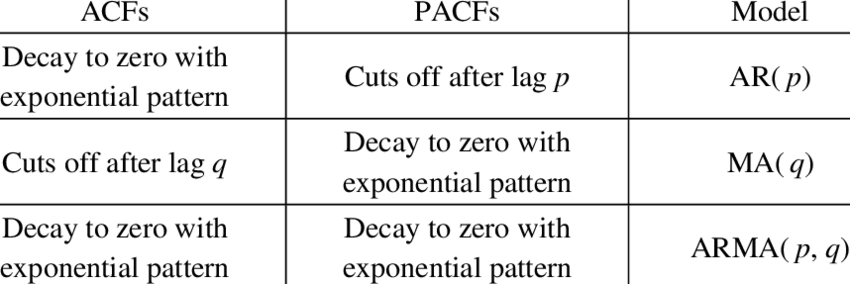 ACFs PACFs Model
Decay to zero with
exponential pattern
Cuts off after lag p
AR( p)
Cuts off after lag q
Decay to zero with
exponential pattern
MA( q)
Decay to zero with
exponential pattern
Decay to zero with
exponential pattern
ARMA( p, q)